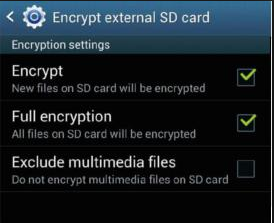 Encrypt external SD card
Encryption settings
Encrypt
New files on SD card will be encrypted
Full encryption
All files on SD card will be encrypted
Exclude multimedia files
Do not encrypt multimedia files on SD card